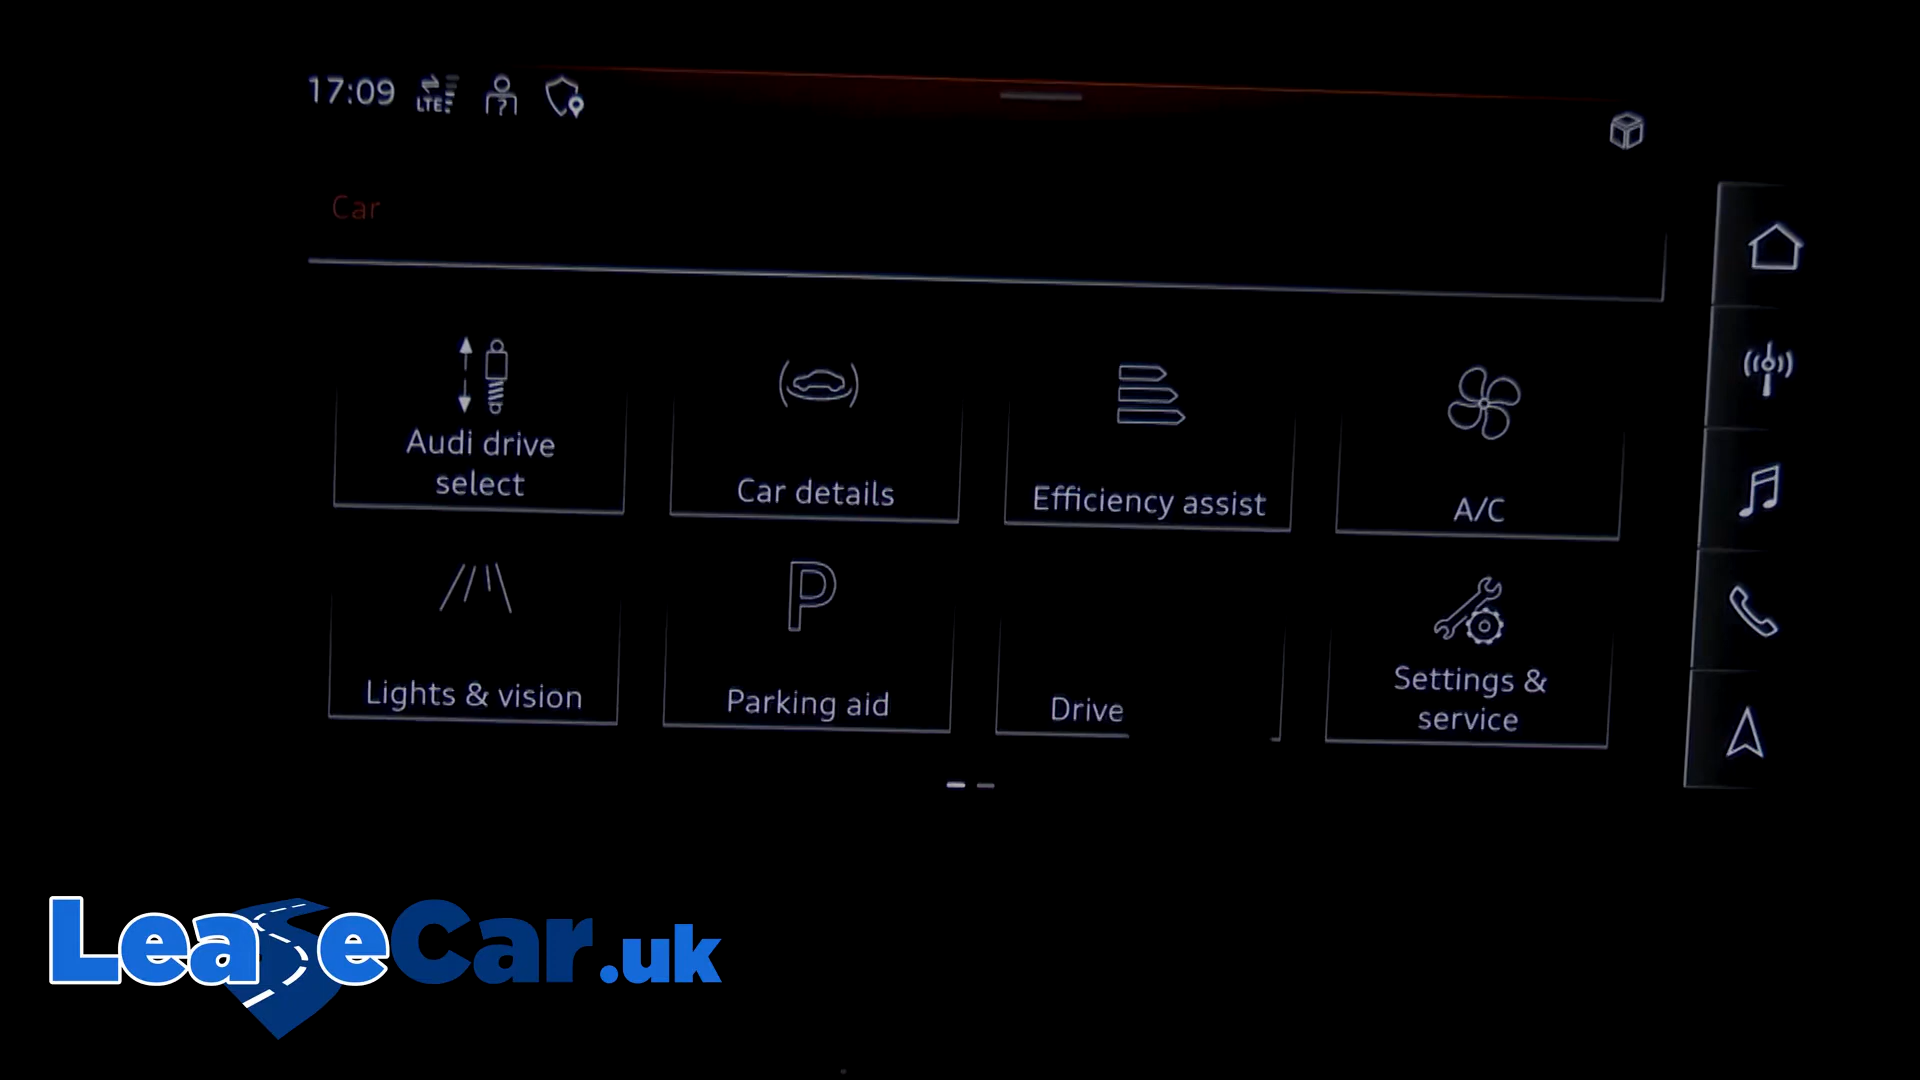 17:09
LTE
?
Car
Audi drive
select
Car details
Efficiency assist
A/C
Lights & vision
P
Parking aid
Drive
Settings &
service
LeaseCar.uk